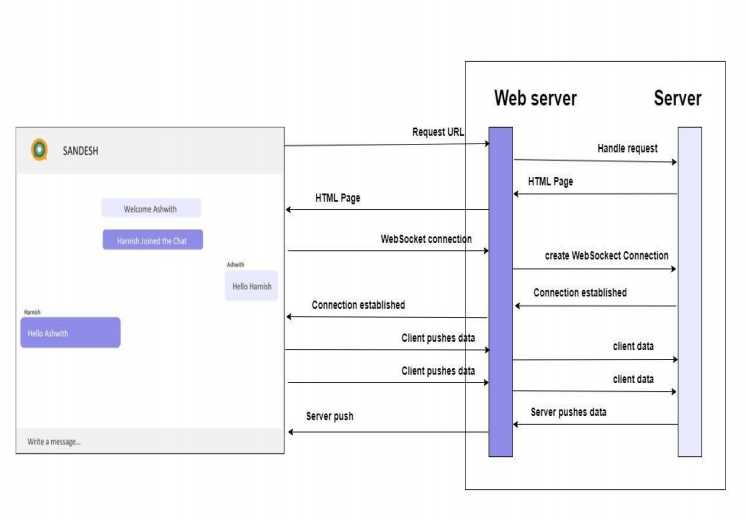 Web server
Server
Request URL
SANDESH
Handle request
HTML Page
HTML Page
Welcome Ashwith
Harnish Joined the Chat
WebSocket connection
create WebSockect Connection
Ashwith
Hello Harnish
Connection established
Connection established
Harnish
Hello Ashwith
Client pushes data
client data
Client pushes data
client data
Server push
Server pushes data
Write a message...